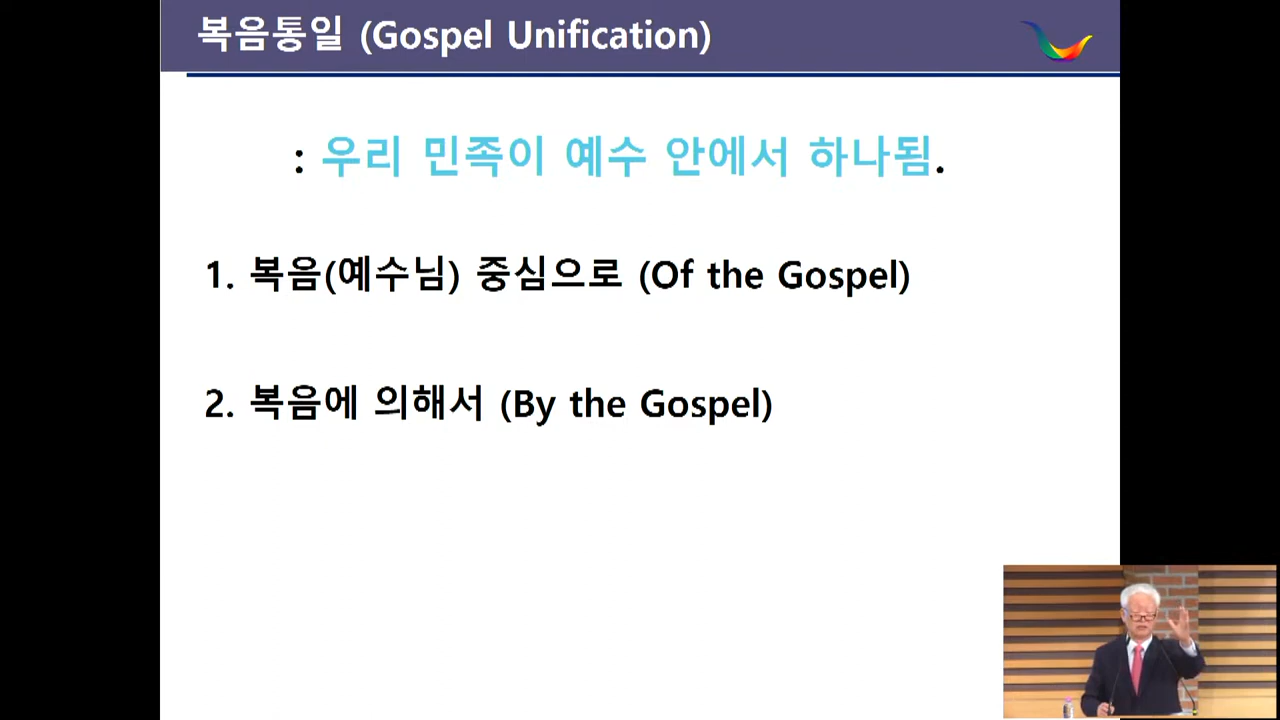 복음통일 (Gospel Unification)
: 우리 민족이 예수 안에서 하나됨.
1. 복음(예수님) 중심으로 (Of the Gospel)
2. 복음에 의해서 (By the Gospel)